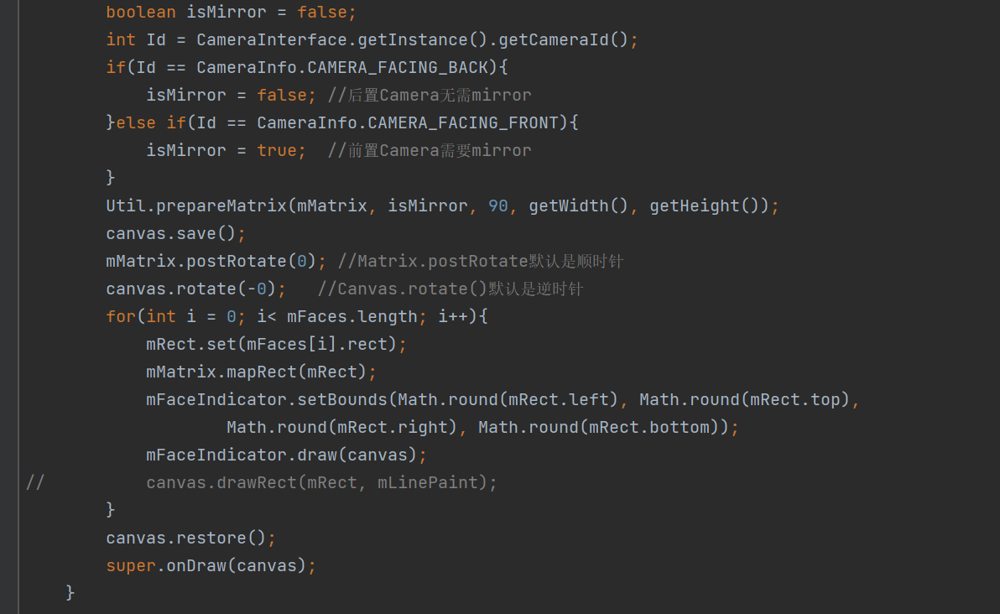 boolean isMirror = false;
int Id = CameraInterface.getInstance().getCameraId();
if(Id == CameraInfo.CAMERA_FACING_BACK){
isMirror = false; //后置Camera无需mirror
}else if(Id == CameraInfo.CAMERA_FACING_FRONT){
isMirror = true;  //前置Camera需要mirror
}
Util.prepareMatrix(mMatrix, isMirror, 90, getWidth(), getHeight());
canvas.save();
mMatrix.postRotate(0); //Matrix.postRotate默认是顺时针
canvas.rotate(-0);   //Canvas.rotate()默认是逆时针
for(int i = 0; i< mFaces.length; i++){
mRect.set(mFaces[i].rect);
mMatrix.mapRect(mRect);
mFaceIndicator.setBounds(Math.round(mRect.left), Math.round(mRect.top),
Math.round(mRect.right), Math.round(mRect.bottom));
mFaceIndicator.draw(canvas);
//          canvas.drawRect(mRect, mLinePaint);
}
canvas.restore();
super.onDraw(canvas);
}